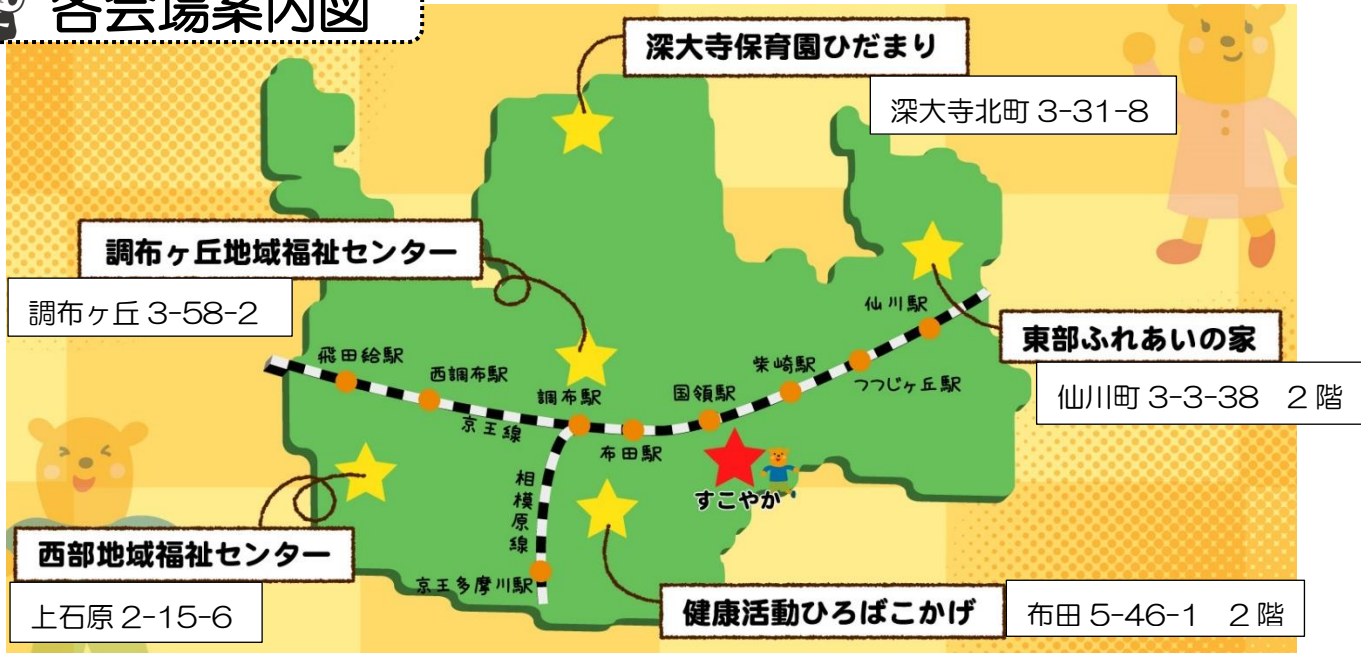 各会場案内図
深大寺保育園ひだまり
深大寺北町 3-31-8
調布ヶ丘地域福祉センター
調布ヶ丘 3-58-2
仙川駅
東部ふれあいの家
仙川町 3-3-38 2階
飛田給駅
西調布駅
調布駅
国領駅
柴崎駅
つつじヶ丘駅
京王線
布田駅
相模原線
すこやか
西部地域福祉センター
上石原 2-15-6
京王多摩川駅
健康活動ひろばこかげ
布田 5-46-1 2階